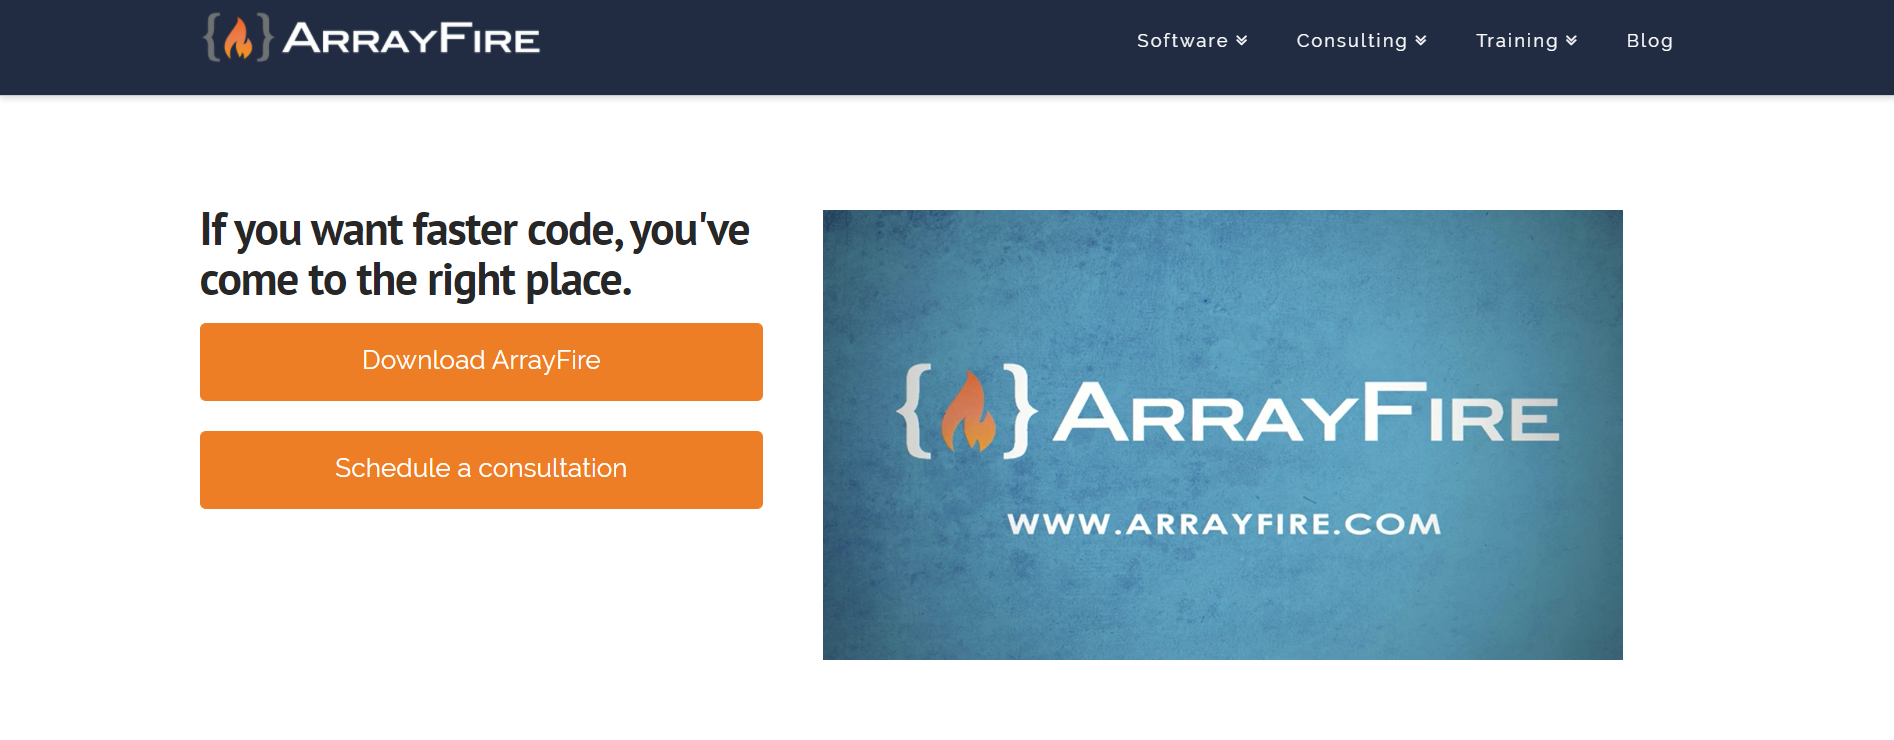 { } ARRAYFIRE
Software
Consulting
Training
Blog
If you want faster code, you've
come to the right place.
Download ArrayFire
Schedule a consultation
{ } ARRAYFIRE
WWW.ARRAYFIRE.COM